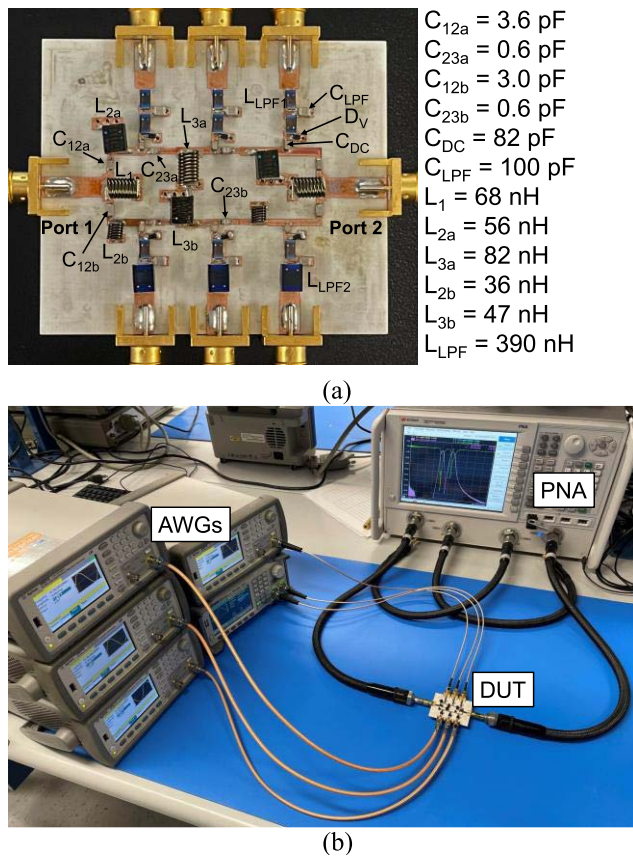 C12a = 3.6 pF
C23a = 0.6 pF
C12b = 3.0 pF
C23b = 0.6 pF
CDC = 82 pF
CLPF = 100 pF
L1 = 68 nH
L2a = 56 nH
L3a = 82 nH
L2b = 36 nH
L3b = 47 nH
LLPF = 390 nH
L2a
L3a
LLPF1
CLPF
DV
CDC
C12a
L1
C23a
C23b
Port 1
Port 2
C12b
L2b
L3b
LLPF2
(a)
AWGs
PNA
DUT
(b)